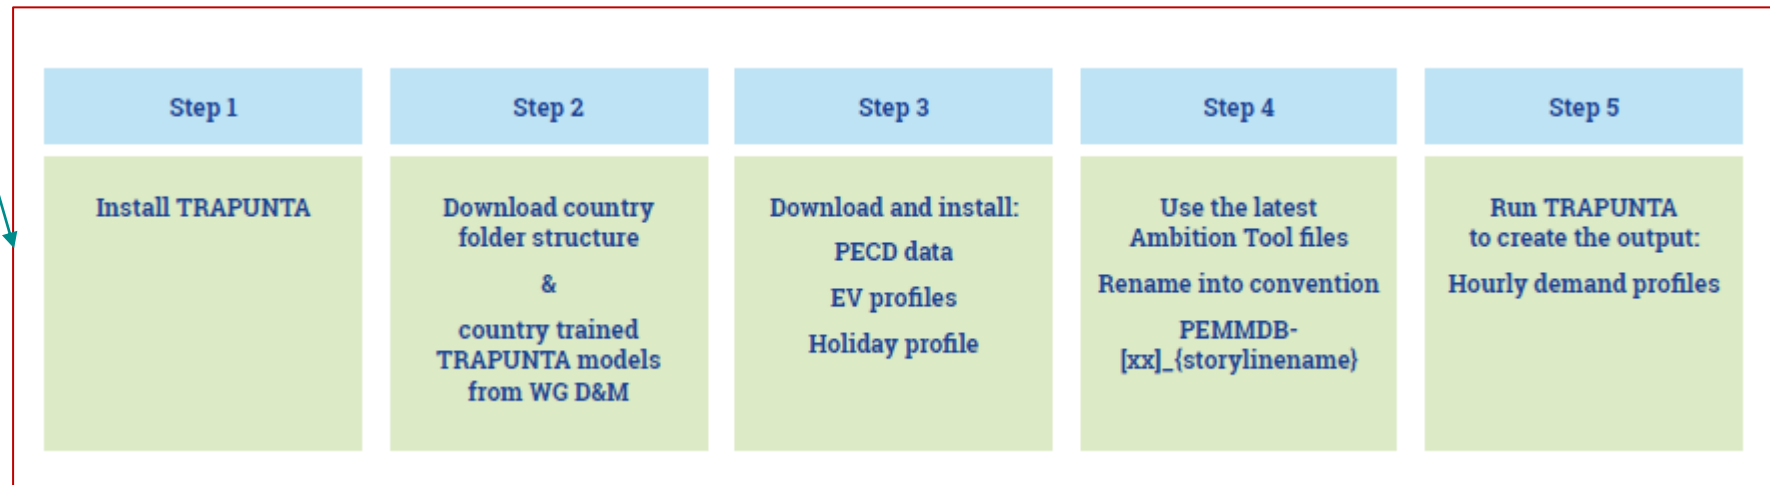 Step 1
Install TRAPUNTA
Step 2
Download country
folder structure
&
country trained
TRAPUNTA models
from WG D&M
Step 3
Download and install:
PECD data
EV profiles
Holiday profile
Step 4
Use the latest
Ambition Tool files
Rename into convention
PEMMDB-
[xx]_{storylinename}
Step 5
Run TRAPUNTA
to create the output:
Hourly demand profiles